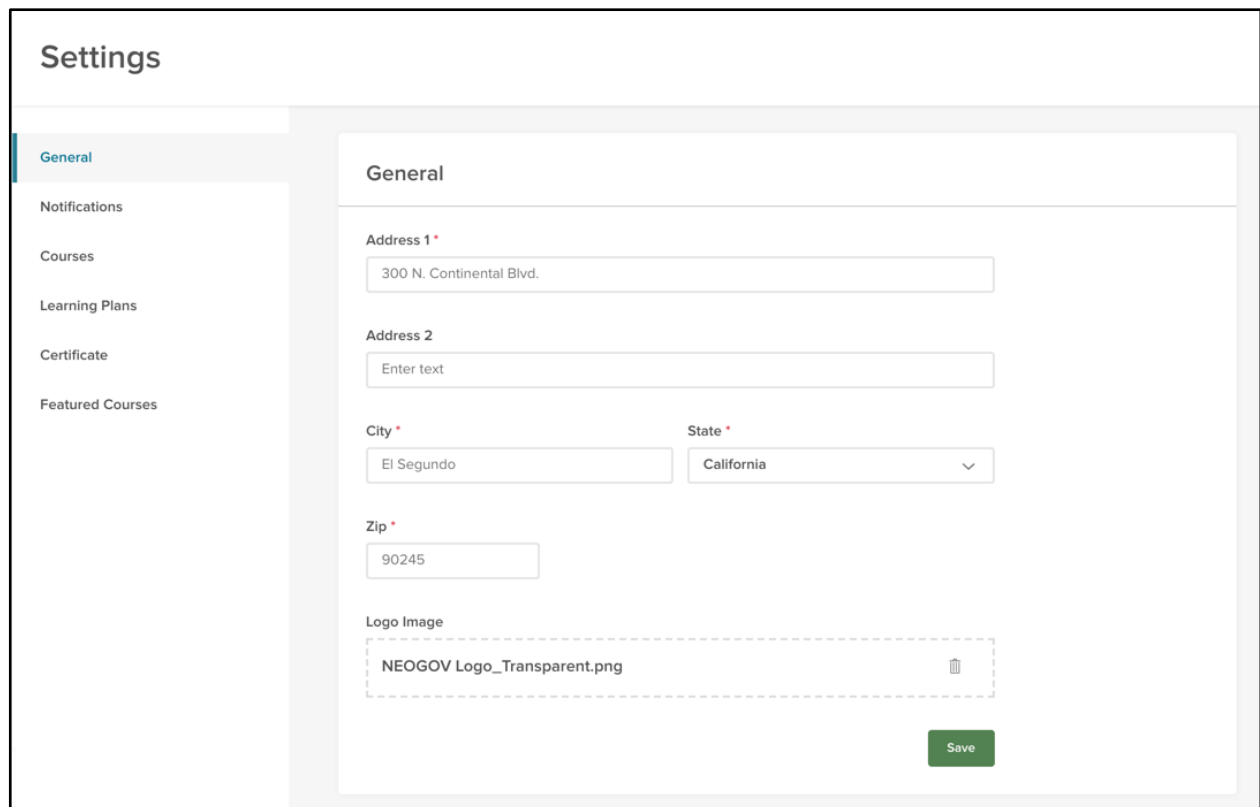 Settings
General
Notifications
Courses
Learning Plans
Certificate
Featured Courses
General
Address 1 *
300 N. Continental Blvd.
Address 2
Enter text
City *
El Segundo
State *
California
Zip *
90245
Logo Image
NEOGOV Logo_Transparent.png
Save